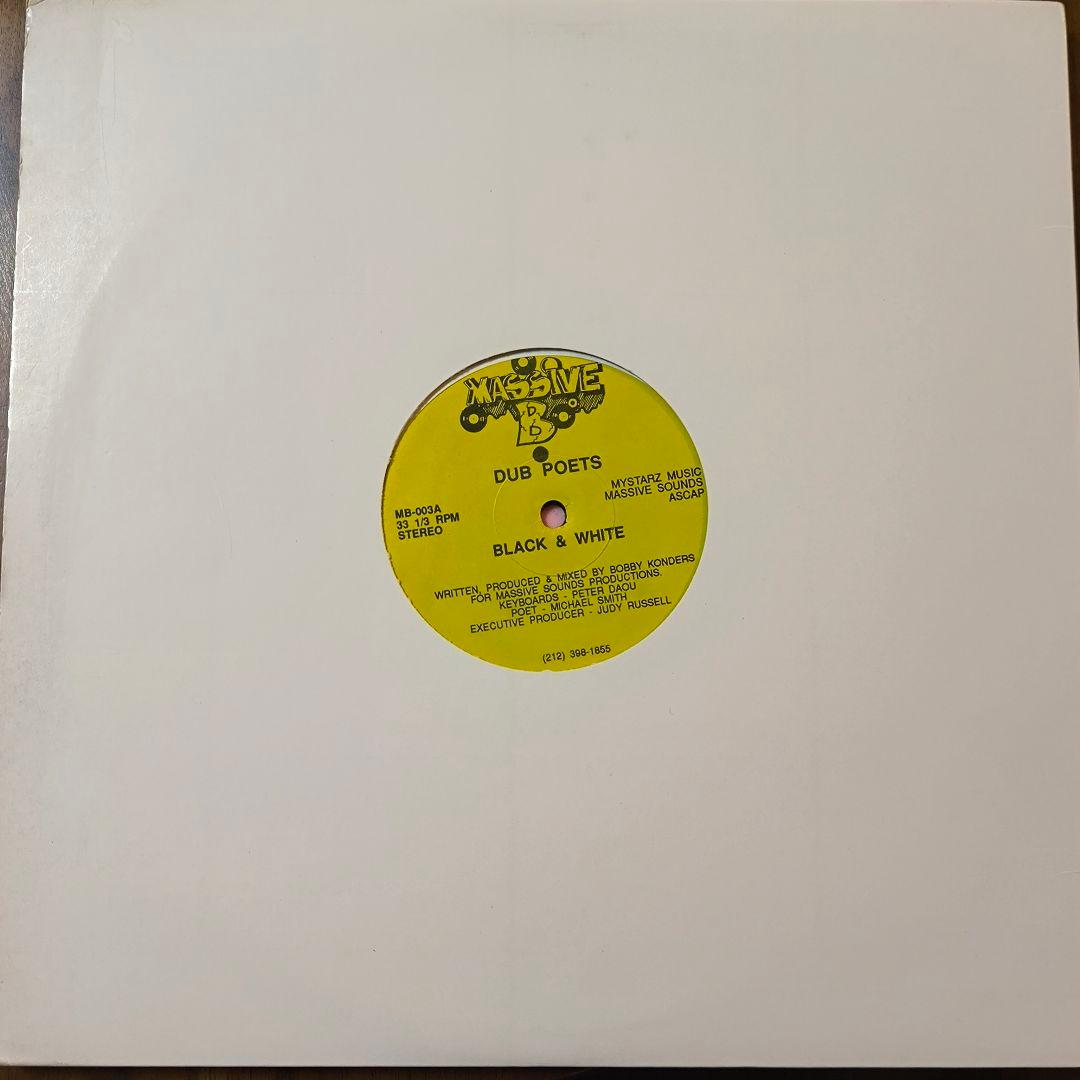 MASSIVE
B
DUB POETS
MYSTARZ MUSIC
MASSIVE SOUNDS
ASCAP
MB-003A
33 1/3 RPM
STEREO
BLACK & WHITE
WRITTEN, PRODUCED & MIXED BY BOBBY KONDERS
FOR MASSIVE SOUNDS PRODUCTIONS.
KEYBOARDS - PETER DAOU
POET - MICHAEL SMITH
EXECUTIVE PRODUCER - JUDY RUSSELL
(212) 398-1855